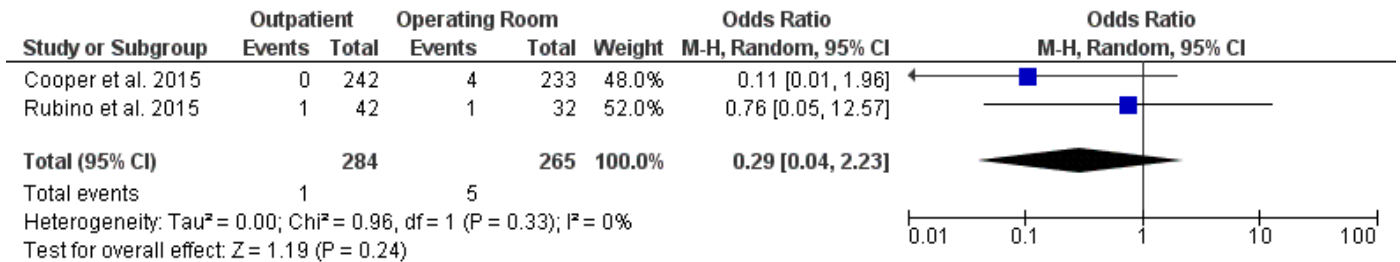 Outpatient Operating Room Odds Ratio Odds Ratio
Study or Subgroup Events Total Events Total Weight M-H, Random, 95% CI M-H, Random, 95% CI
Cooper et al. 2015 0 242 4 233 48.0% 0.11 [0.01, 1.96]
Rubino et al. 2015 1 42 1 32 52.0% 0.76 [0.05, 12.57]
Total (95% CI) 284 265 100.0% 0.29 [0.04, 2.23]
Total events 1 5
Heterogeneity: Tau² = 0.00; Chi² = 0.96, df = 1 (P = 0.33); I² = 0%
Test for overall effect: Z = 1.19 (P = 0.24)
0.01 0.1 1 10 100